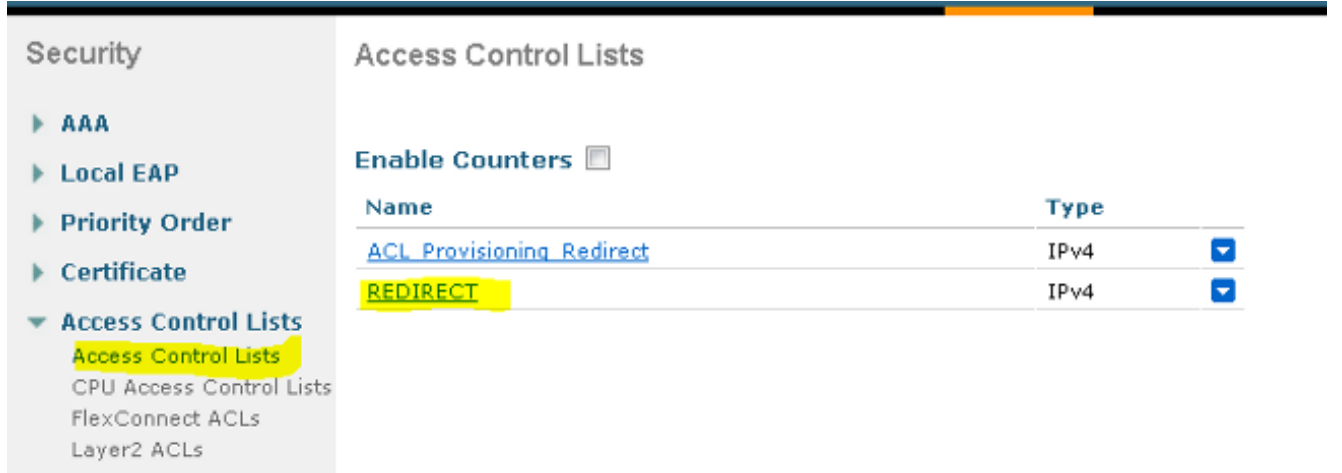 Security
AAA
Local EAP
Priority Order
Certificate
Access Control Lists
Access Control Lists
CPU Access Control Lists
FlexConnect ACLs
Layer2 ACLs
Access Control Lists
Enable Counters
Name Type
ACL_Provisioning_Redirect IPv4
REDIRECT IPv4